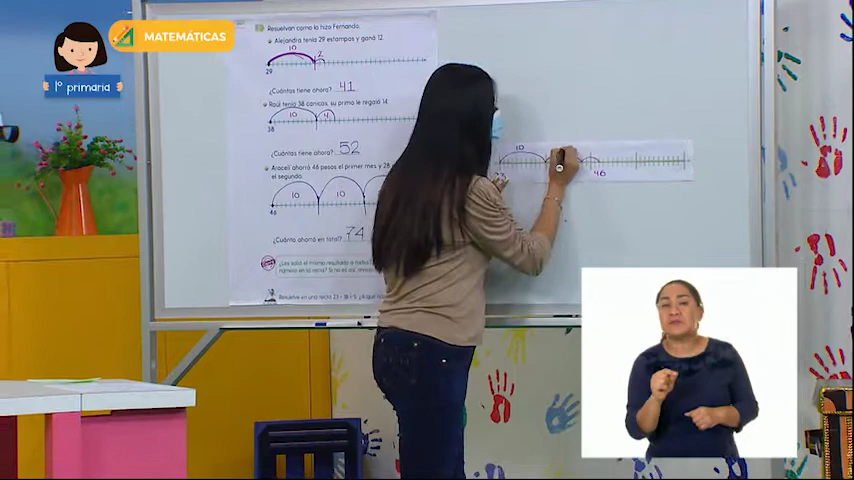 MATEMÁTICAS
1° primaria
Resuelvan como lo hizo Fernando.
Alejandra tenía 29 estampas y ganó 12.
10 2
29
¿Cuántas tiene ahora? 41
Raúl tenía 38 canicas, su primo le regaló 14.
10 4
38
¿Cuántas tiene ahora? 52
Araceli ahorró 46 pesos el primer mes y 28
el segundo.
10 10
46
¿Cuánto ahorró en total? 74
10
46